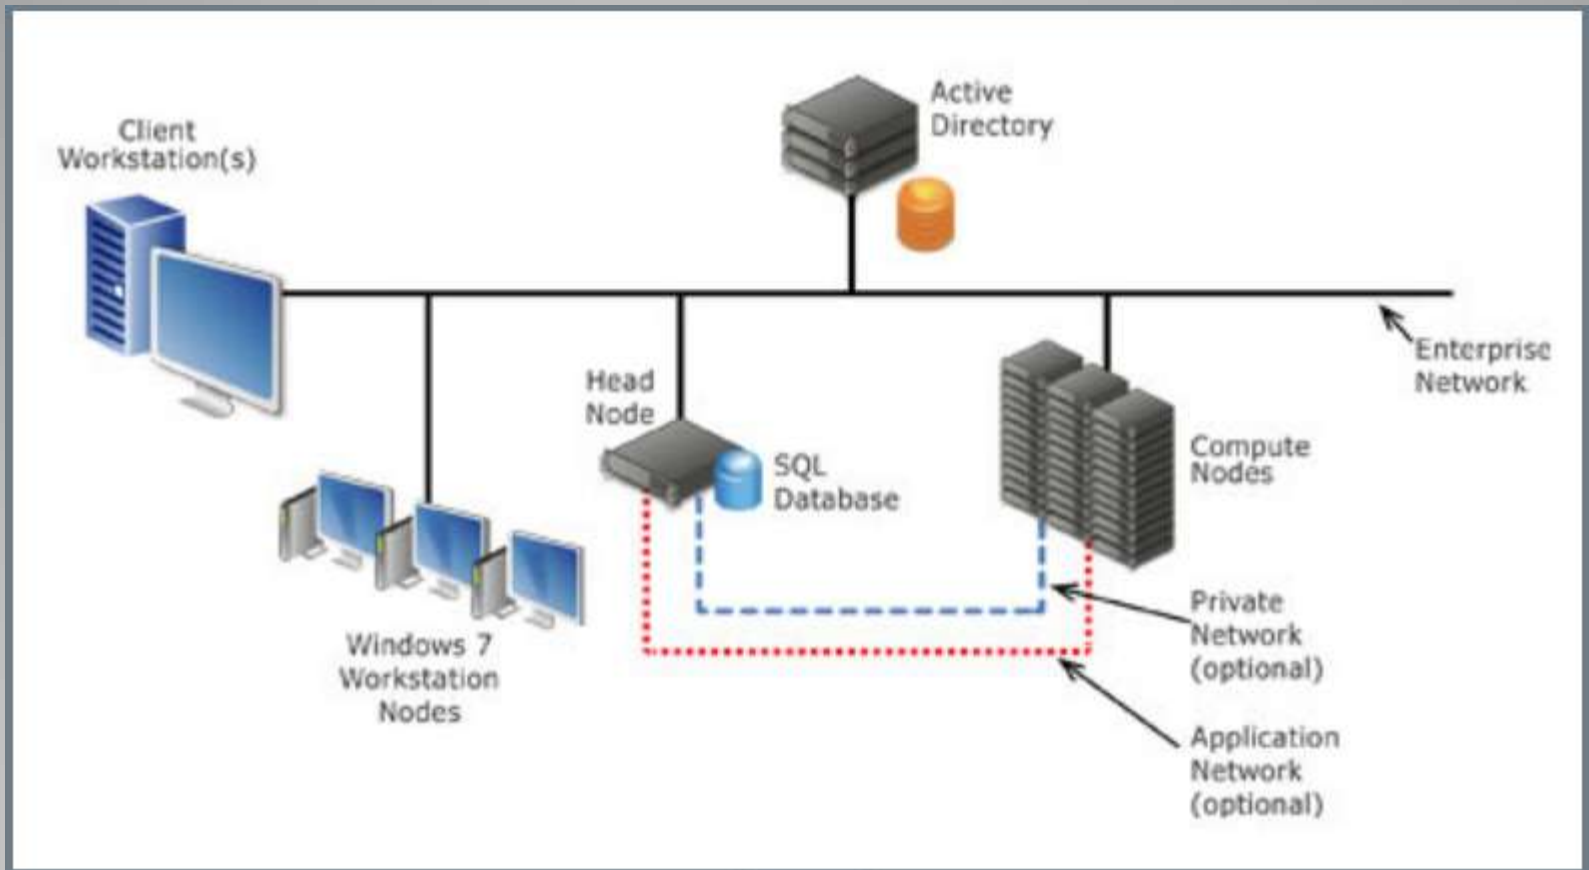 Client
Workstation(s)
Active
Directory
Enterprise
Network
Head
Node
SQL
Database
Compute
Nodes
Windows 7
Workstation
Nodes
Private
Network
(optional)
Application
Network
(optional)